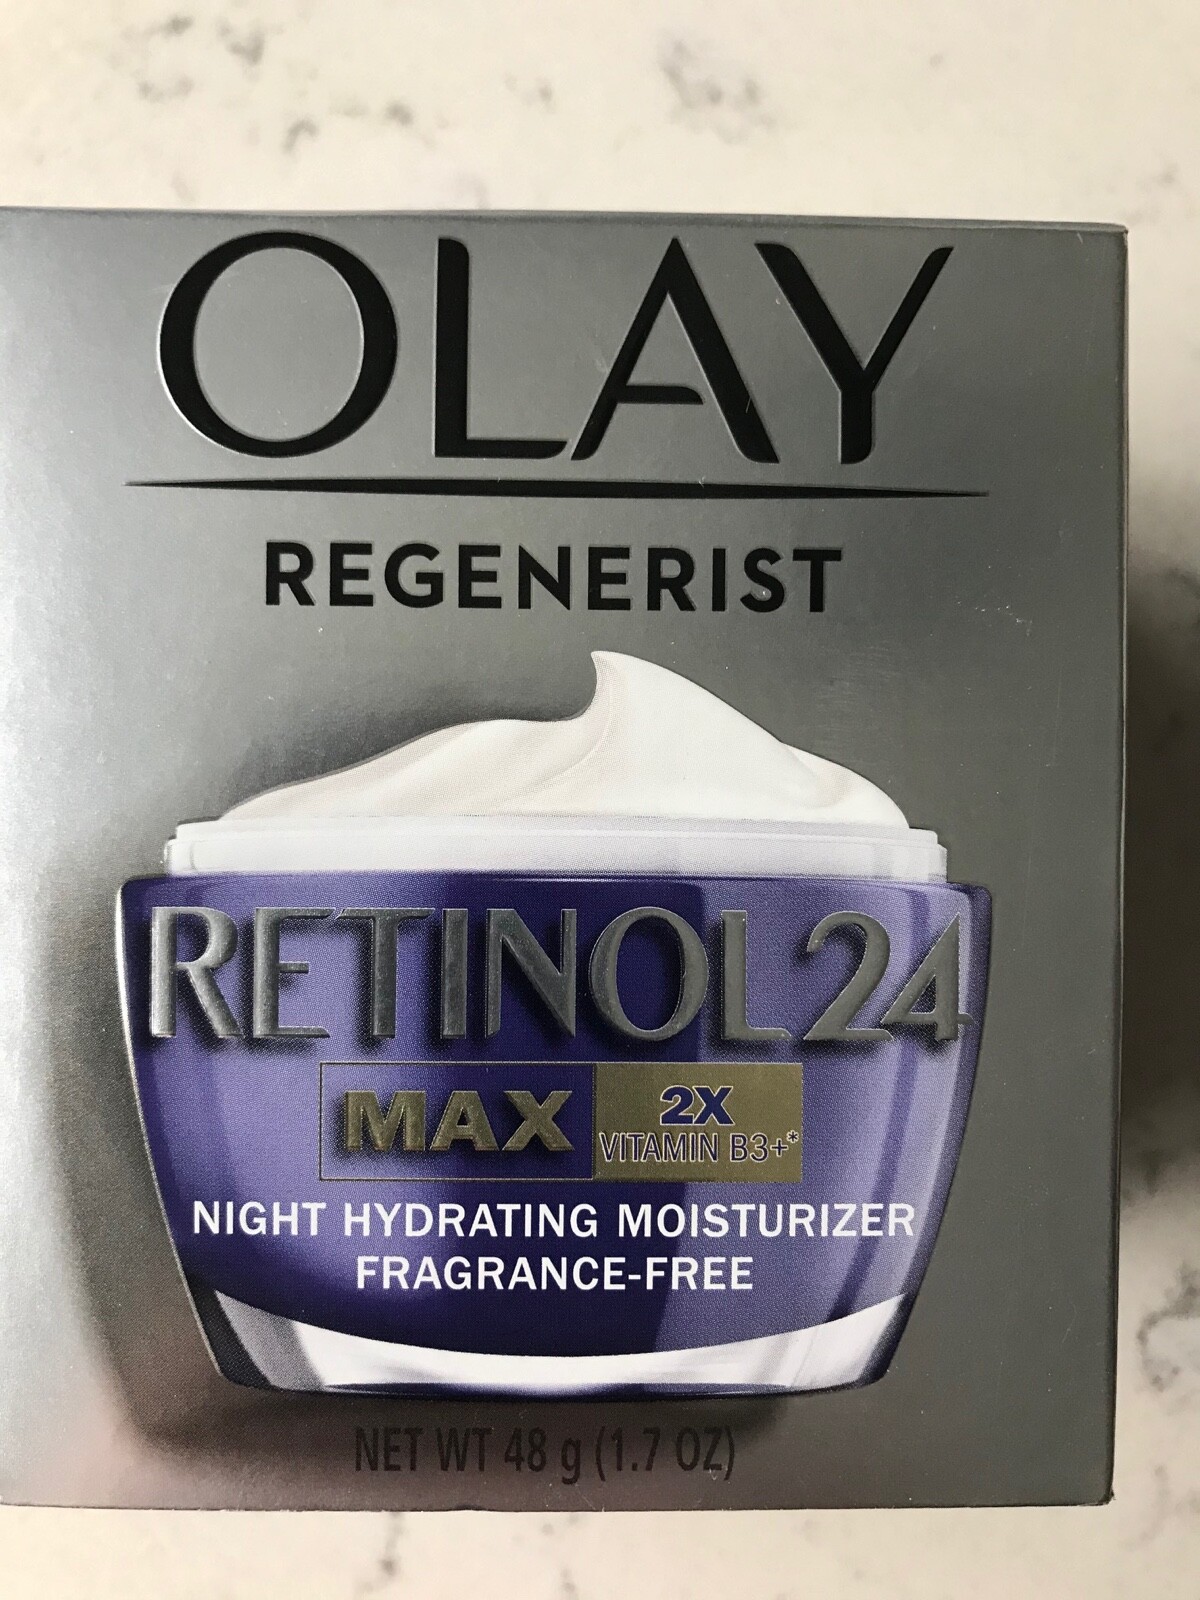 OLAY
REGENERIST
RETINOL24
MAX
2X
VITAMIN B3+*
NIGHT HYDRATING MOISTURIZER
FRAGRANCE-FREE
NET WT 48 g (1.7 OZ)